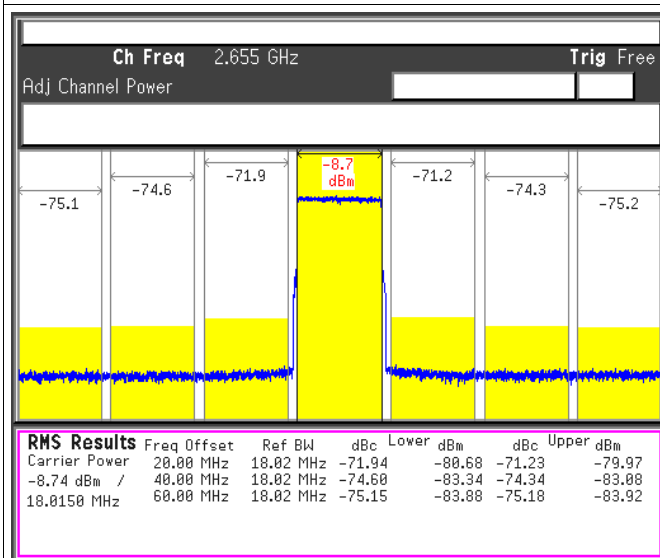 Ch Freq 2.655 GHz Trig Free
Adj Channel Power
-75.1 -74.6 -71.9 -8.7 dBm -71.2 -74.3 -75.2
RMS Results Freq Offset Ref BW dBc Lower dBm dBc Upper dBm
Carrier Power 20.00 MHz 18.02 MHz -71.94 -80.68 -71.23 -79.97
-8.74 dBm / 40.00 MHz 18.02 MHz -74.60 -83.34 -74.34 -83.08
18.0150 MHz 60.00 MHz 18.02 MHz -75.15 -83.88 -75.18 -83.92